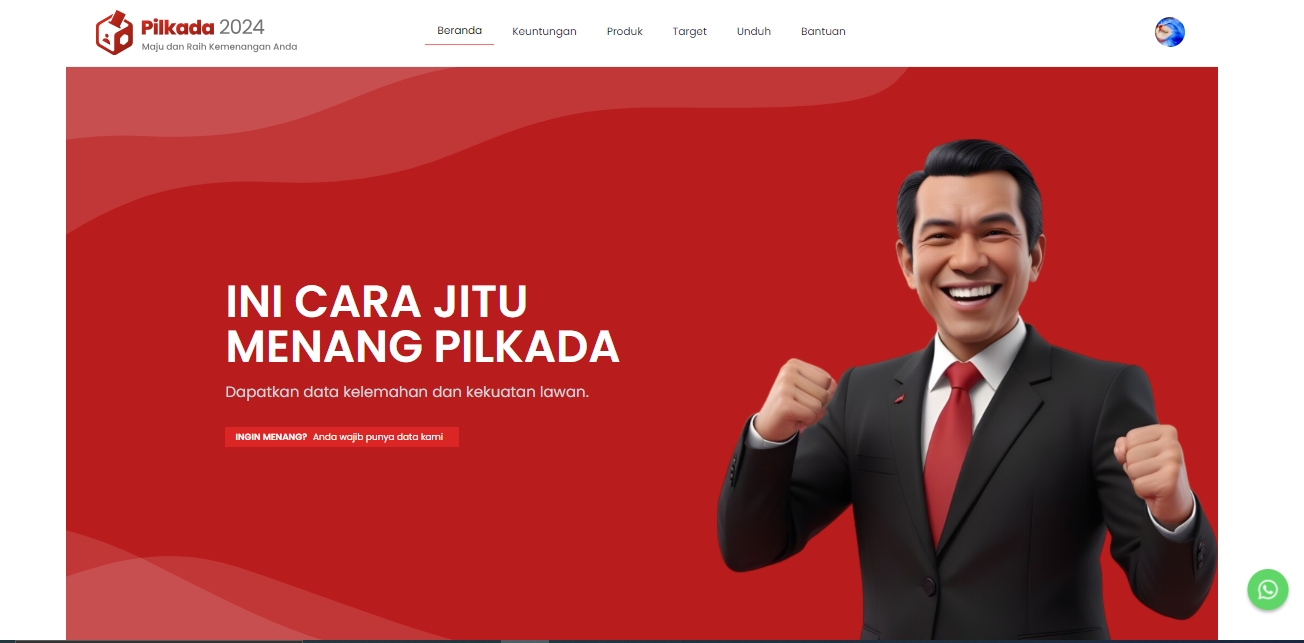 Pilkada 2024
Maju dan Raih Kemenangan Anda
Beranda
Keuntungan
Produk
Target
Unduh
Bantuan
INI CARA JITU
MENANG PILKADA
Dapatkan data kelemahan dan kekuatan lawan.
INGIN MENANG? Anda wajib punya data kami